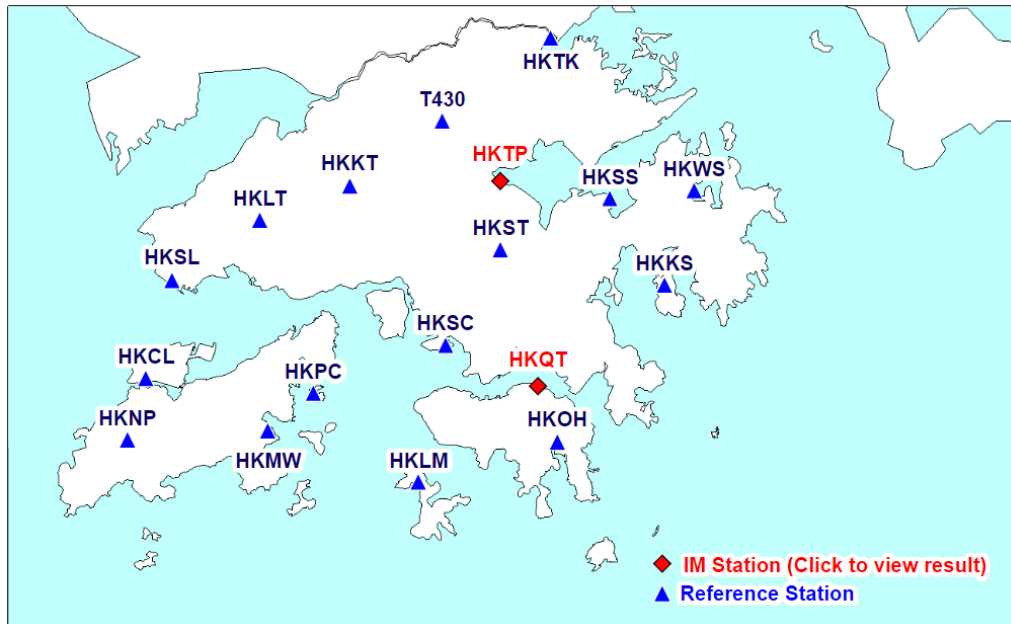 HKTK
T430
HKTP
HKKT
HKSS
HKWS
HKLT
HKST
HKSL
HKKS
HKSC
HKQT
HKCL
HKPC
HKNP
HKOH
HKMW
HKLM
IM Station (Click to view result)
Reference Station